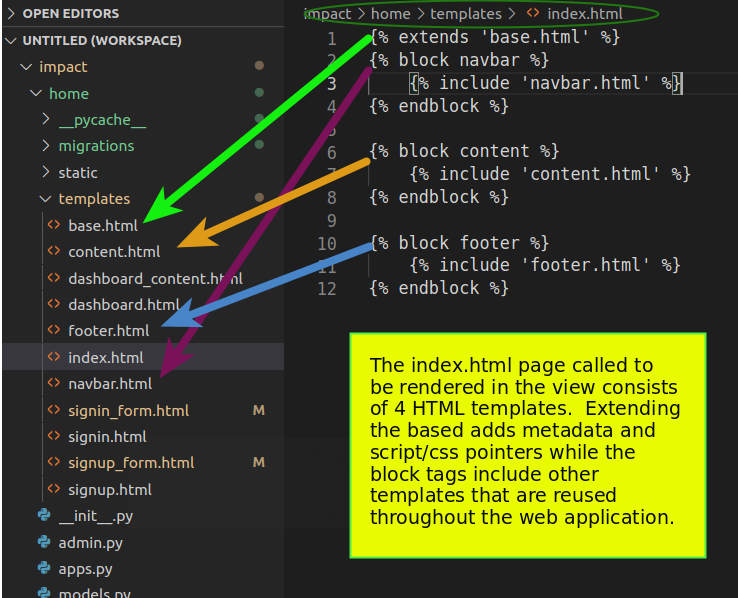 OPEN EDITORS
UNTITLED (WORKSPACE)
impact
home
__pycache__
migrations
static
templates
base.html
content.html
dashboard_content.html
dashboard.html
footer.html
index.html
navbar.html
signin_form.html M
signin.html
signup_form.html M
signup.html
__init__.py
admin.py
apps.py
models.py
impact > home > templates > <> index.html
1 {% extends 'base.html' %}
2 {% block navbar %}
3 {% include 'navbar.html' %}
4 {% endblock %}
5
6 {% block content %}
7 {% include 'content.html' %}
8 {% endblock %}
9
10 {% block footer %}
11 {% include 'footer.html' %}
12 {% endblock %}
The index.html page called to
be rendered in the view consists
of 4 HTML templates.  Extending
the based adds metadata and
script/css pointers while the
block tags include other
templates that are reused
throughout the web application.